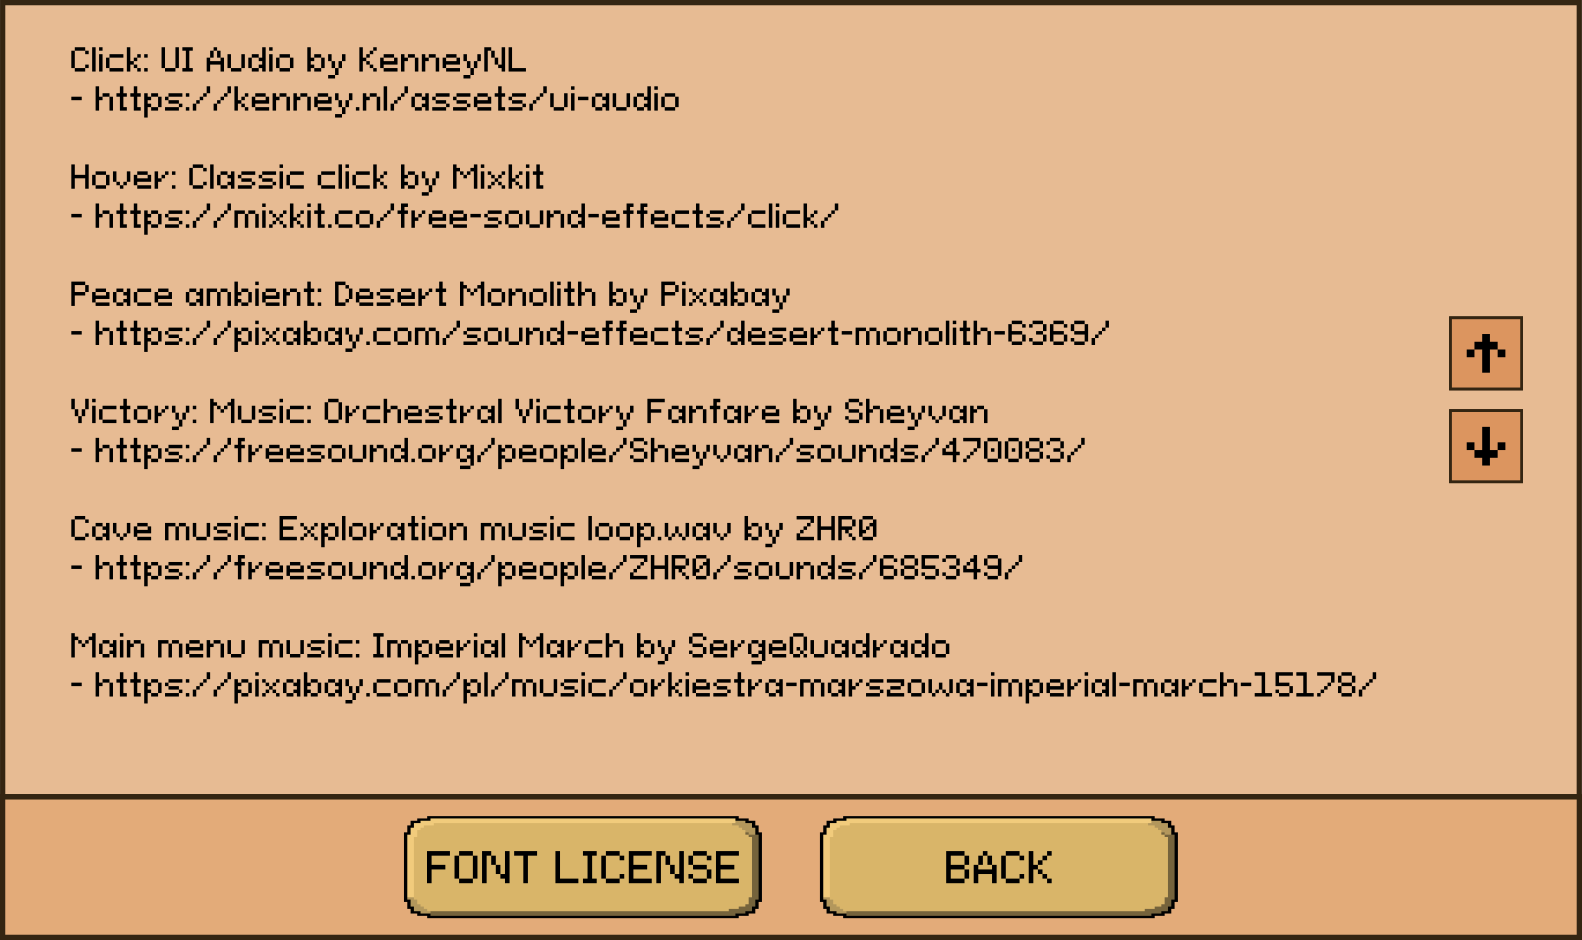 Click: UI Audio by KenneyNL
- https://kenney.nl/assets/ui-audio
Hover: Classic click by Mixkit
- https://mixkit.co/free-sound-effects/click/
Peace ambient: Desert Monolith by Pixabay
- https://pixabay.com/sound-effects/desert-monolith-6369/
Victory: Music: Orchestral Victory Fanfare by Sheyvan
- https://freesound.org/people/Sheyvan/sounds/470083/
Cave music: Exploration music loop.wav by ZHR0
- https://freesound.org/people/ZHR0/sounds/685349/
Main menu music: Imperial March by SergeQuadrado
- https://pixabay.com/pl/music/orkiestra-marszowa-imperial-march-15178/
FONT LICENSE
BACK